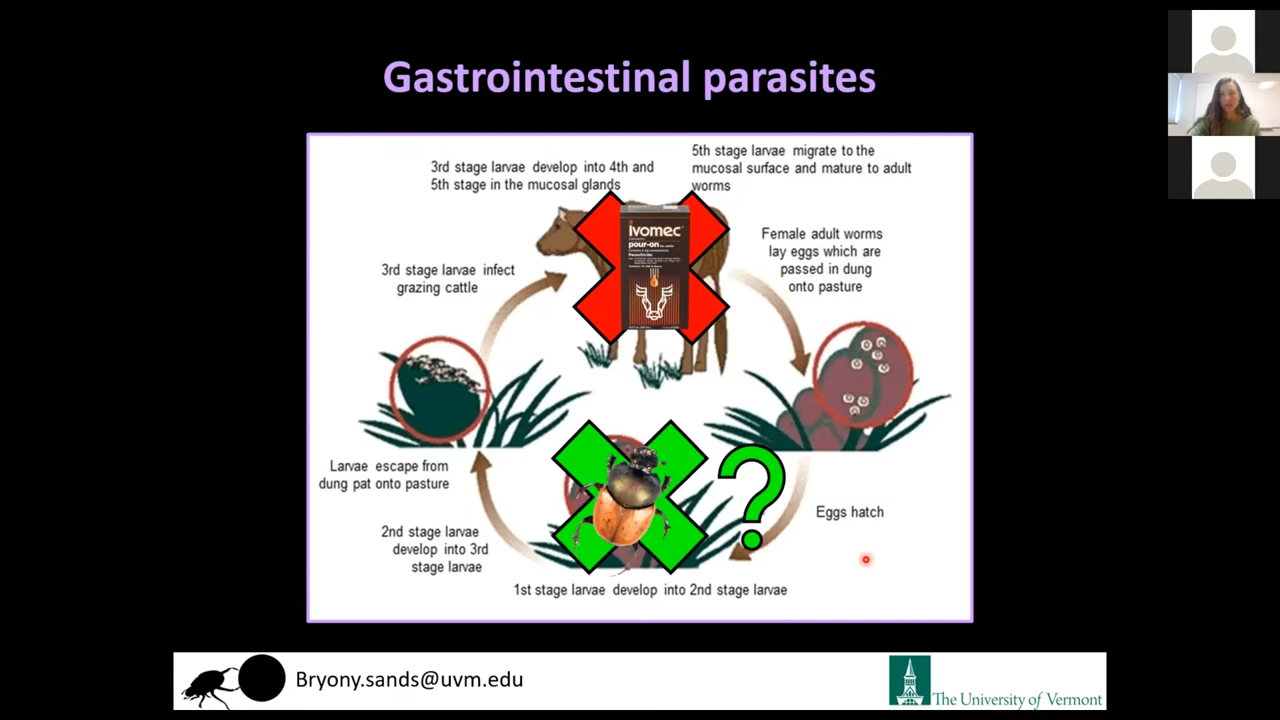 Gastrointestinal parasites
3rd stage larvae develop into 4th and
5th stage in the mucosal glands
5th stage larvae migrate to the
mucosal surface and mature to adult
worms
ivomec
pour-on for cattle
Parasiticide
Female adult worms
lay eggs which are
passed in dung
onto pasture
3rd stage larvae infect
grazing cattle
Larvae escape from
dung pat onto pasture
?
Eggs hatch
2nd stage larvae
develop into 3rd
stage larvae
1st stage larvae develop into 2nd stage larvae
Bryony.sands@uvm.edu
The University of Vermont